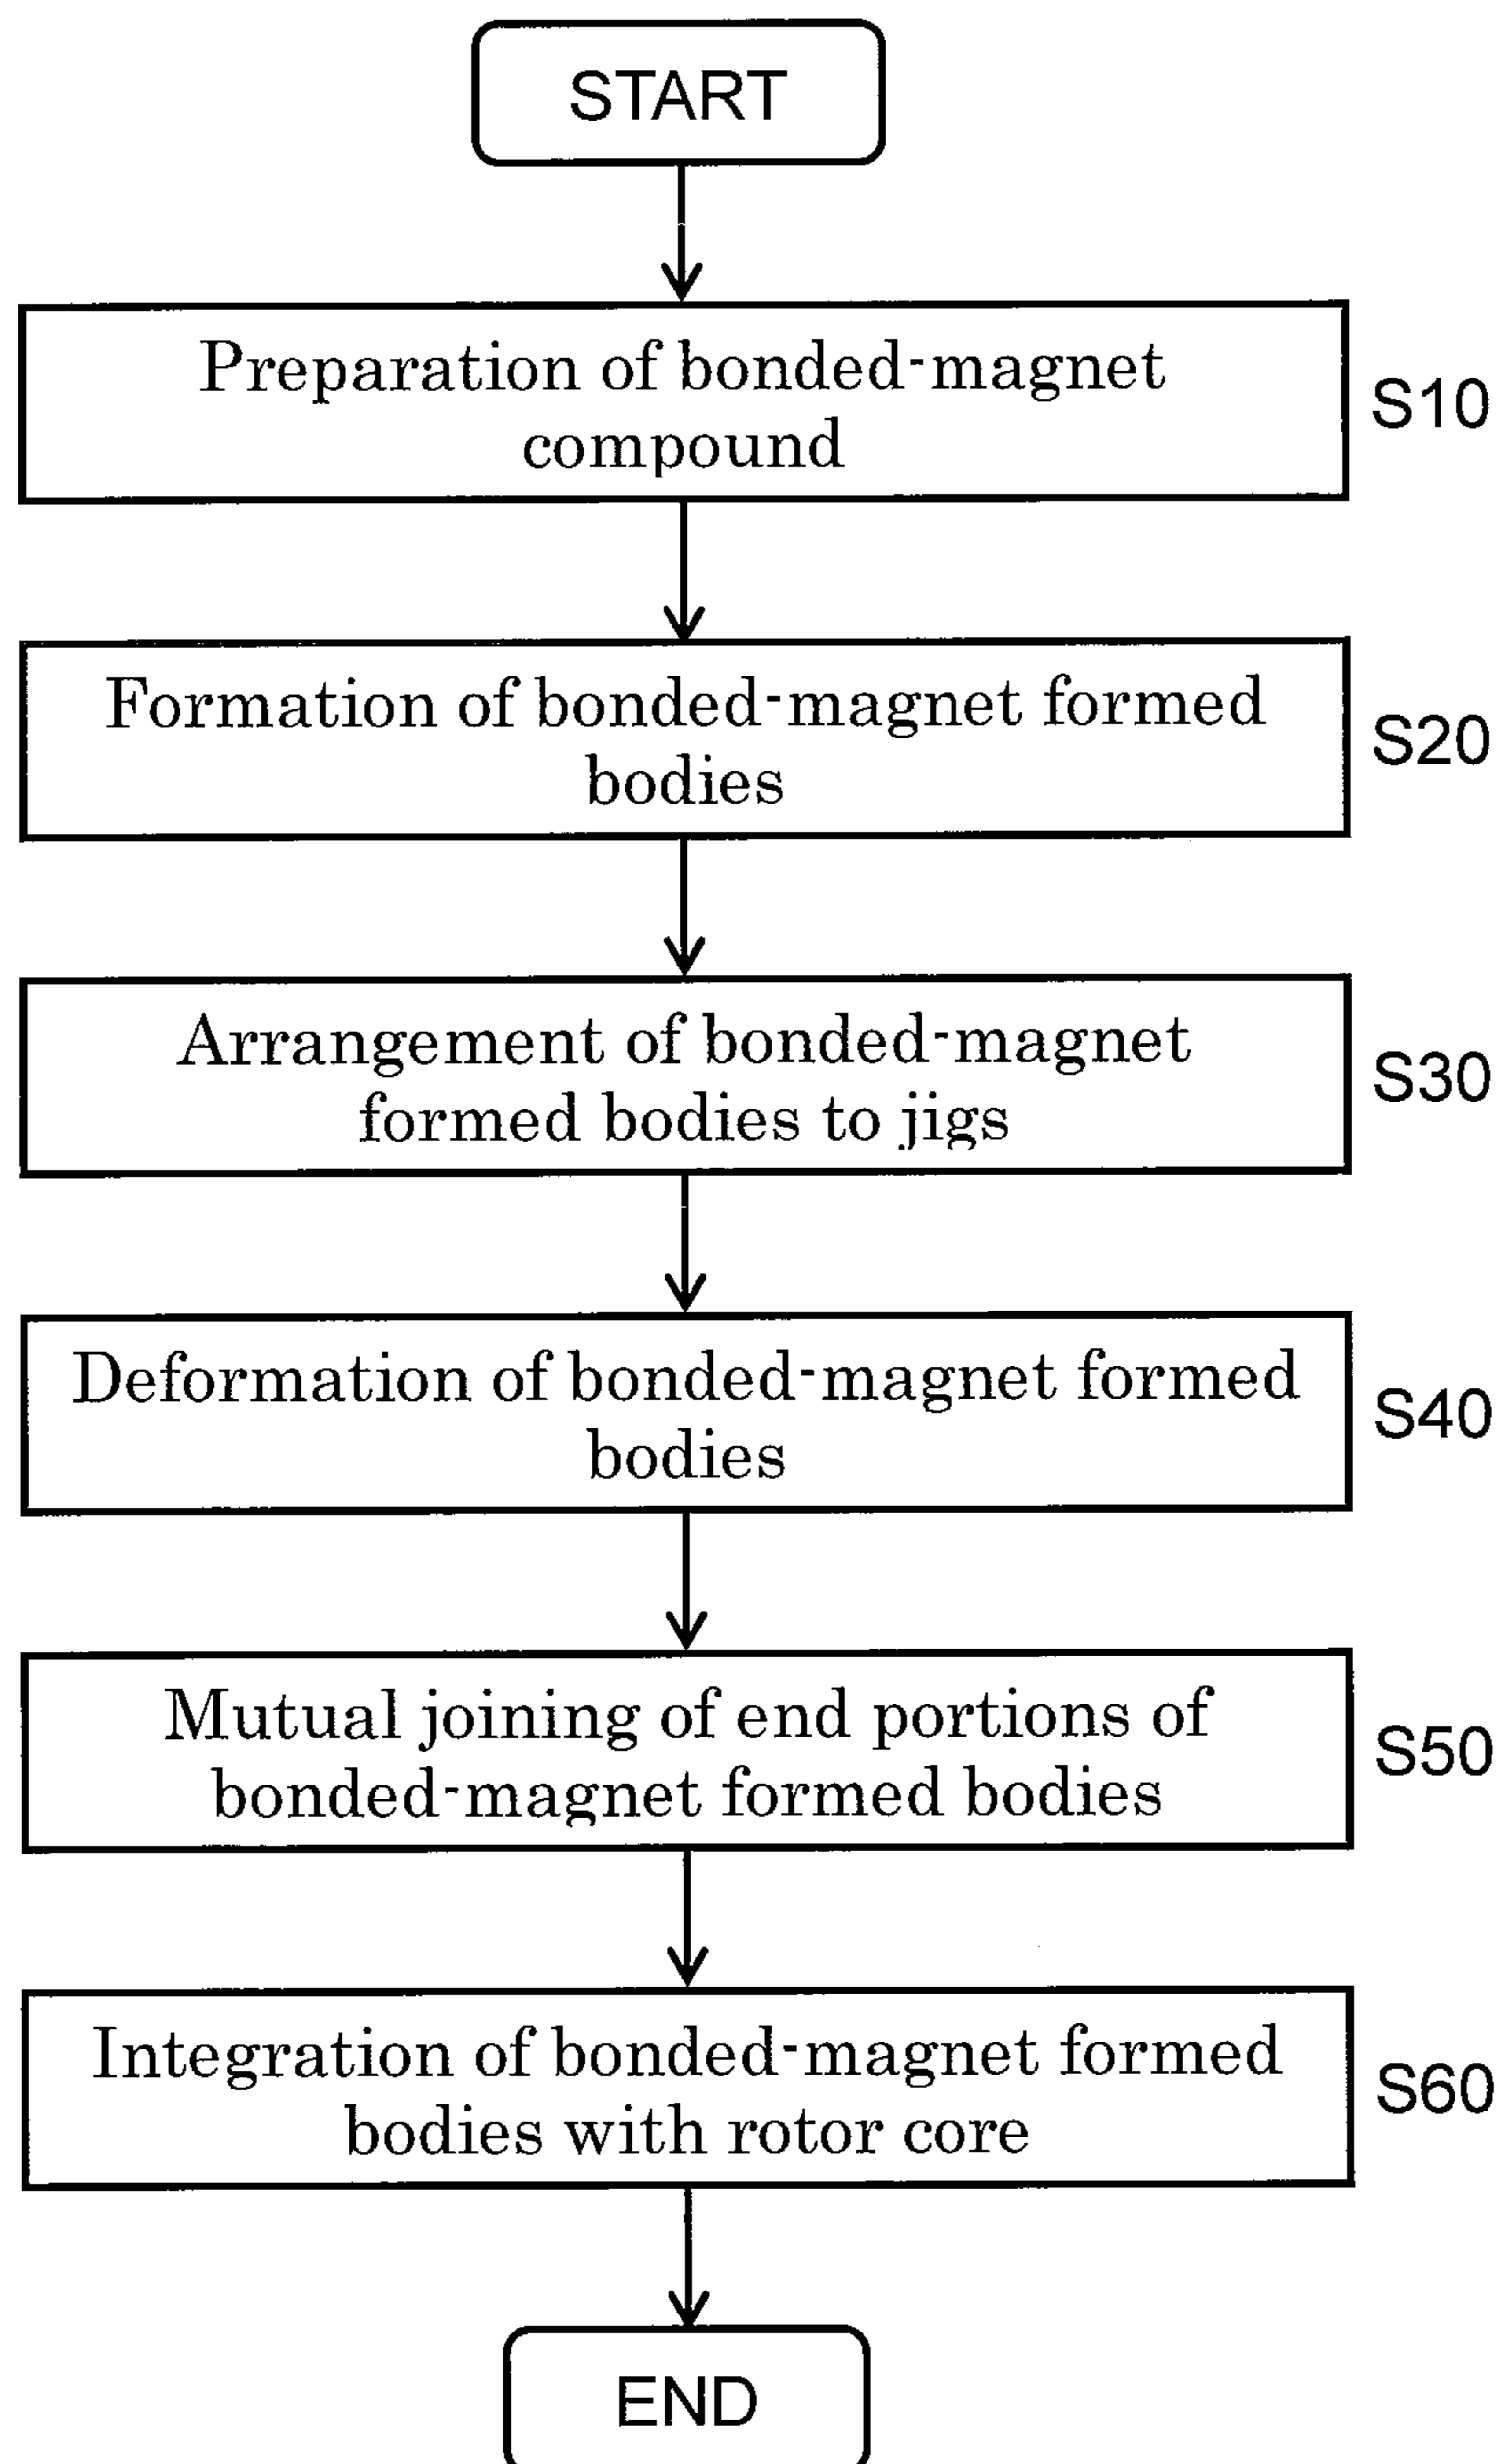 START
Preparation of bonded-magnet
compound
S10
Formation of bonded-magnet formed
bodies
S20
Arrangement of bonded-magnet
formed bodies to jigs
S30
Deformation of bonded-magnet formed
bodies
S40
Mutual joining of end portions of
bonded-magnet formed bodies
S50
Integration of bonded-magnet formed
bodies with rotor core
S60
END